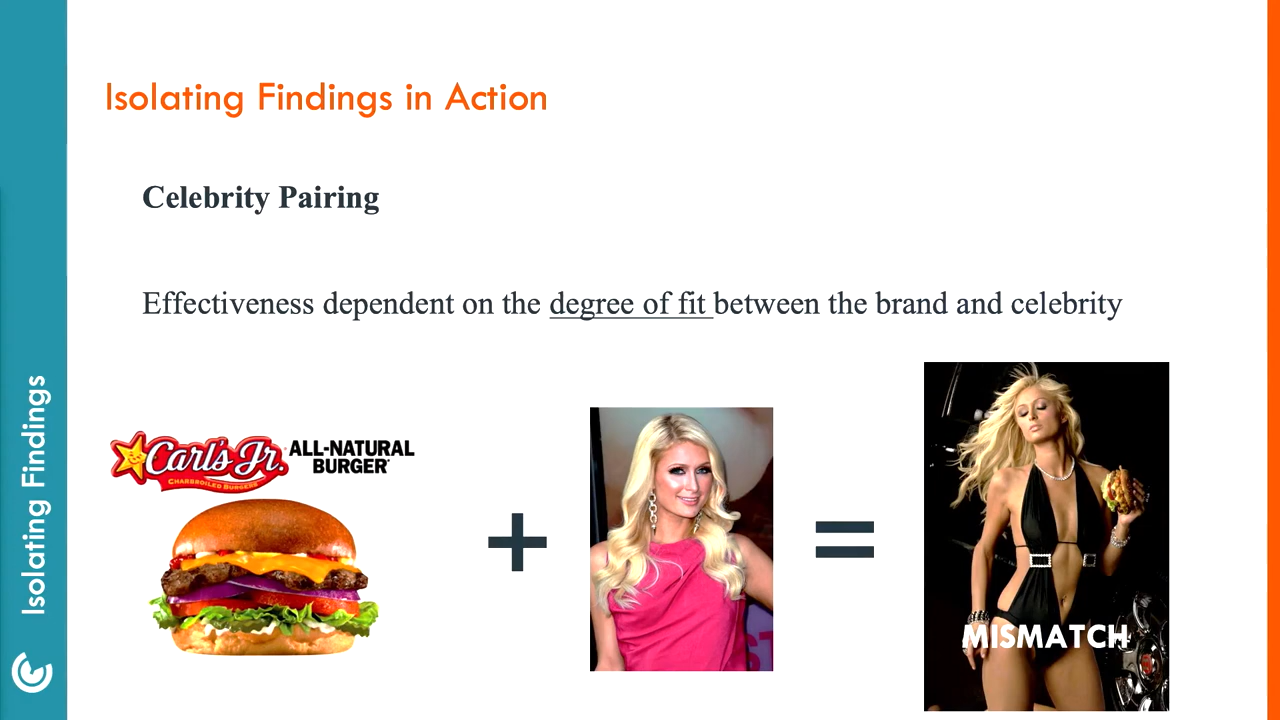 Isolating Findings in Action
Celebrity Pairing
Effectiveness dependent on the degree of fit between the brand and celebrity
Carl's Jr.
CHARBROILED BURGERS
ALL-NATURAL
BURGER
+
=
MISMATCH
Isolating Findings